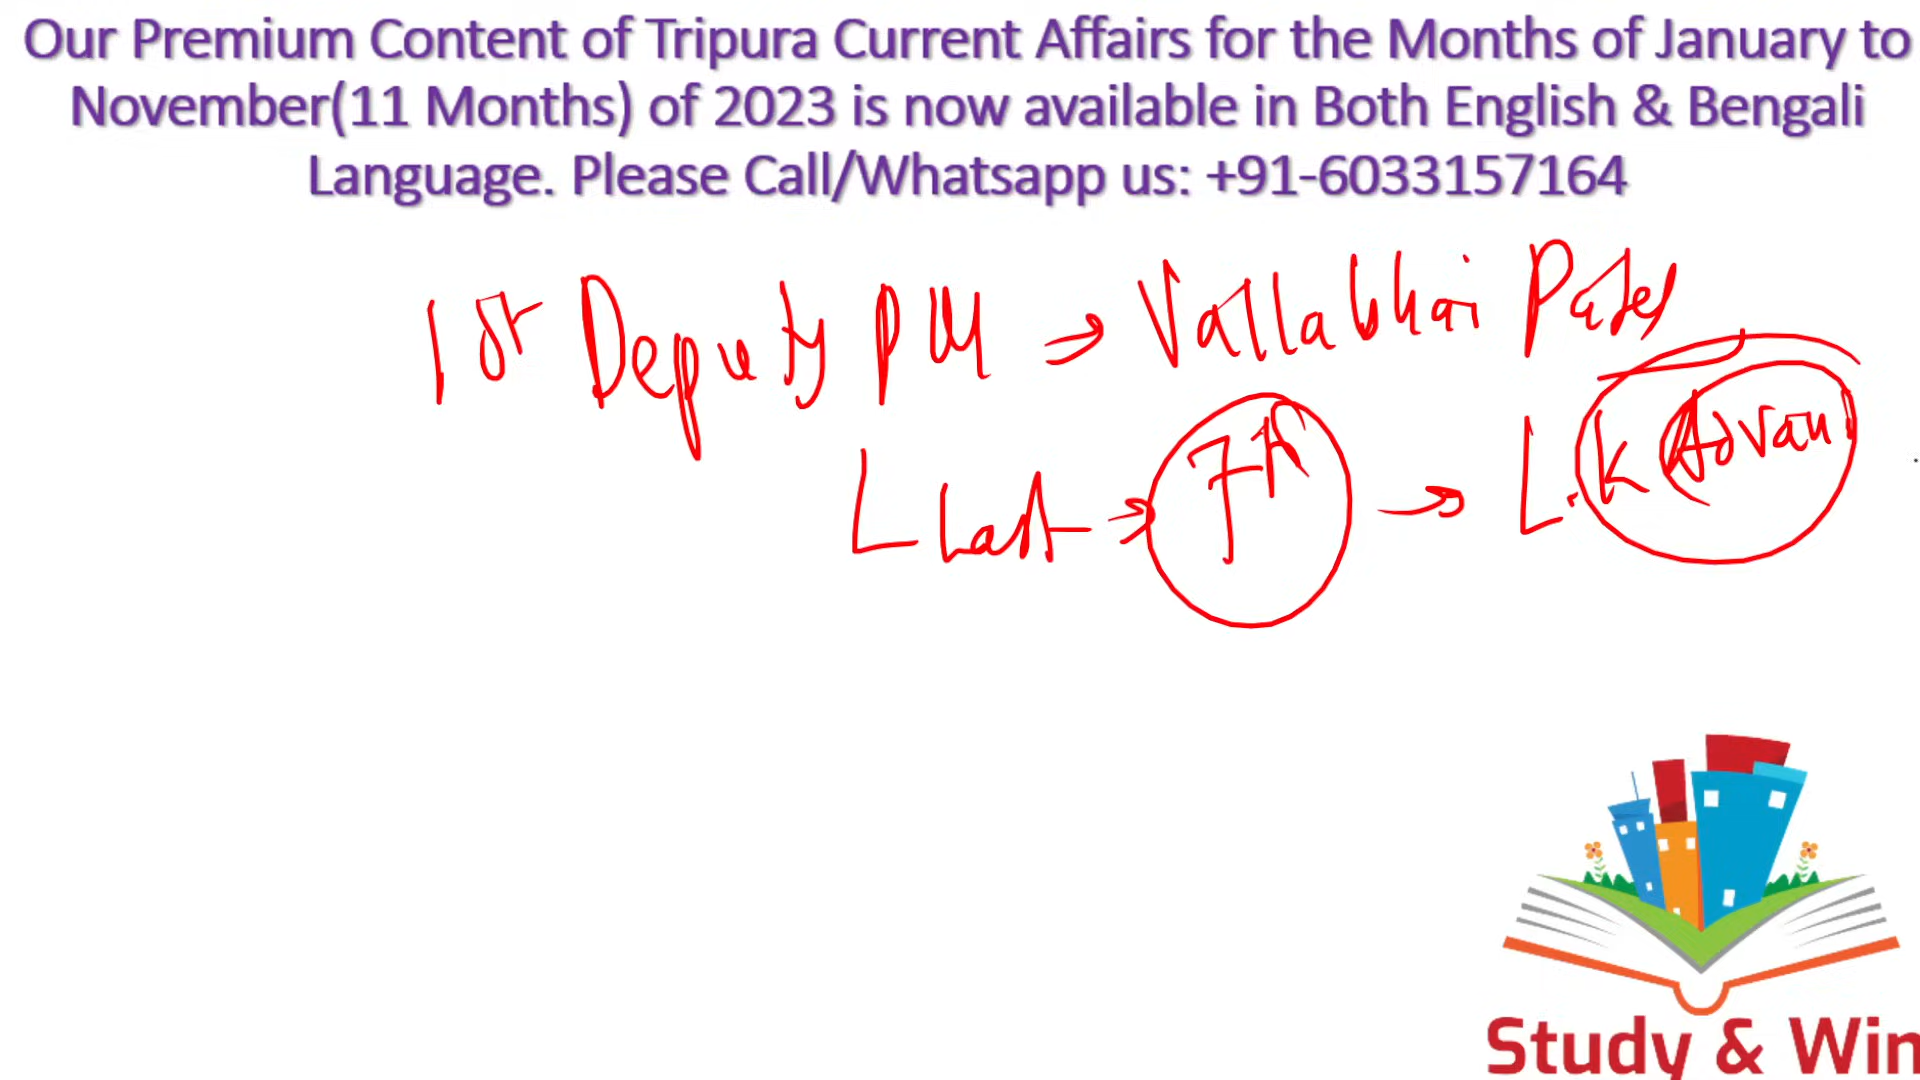 Our Premium Content of Tripura Current Affairs for the Months of January to
November(11 Months) of 2023 is now available in Both English & Bengali
Language. Please Call/Whatsapp us: +91-6033157164
1st Deputy PM → Vallabhai Patel
Last → 7th → L.K Advani
Study & Win